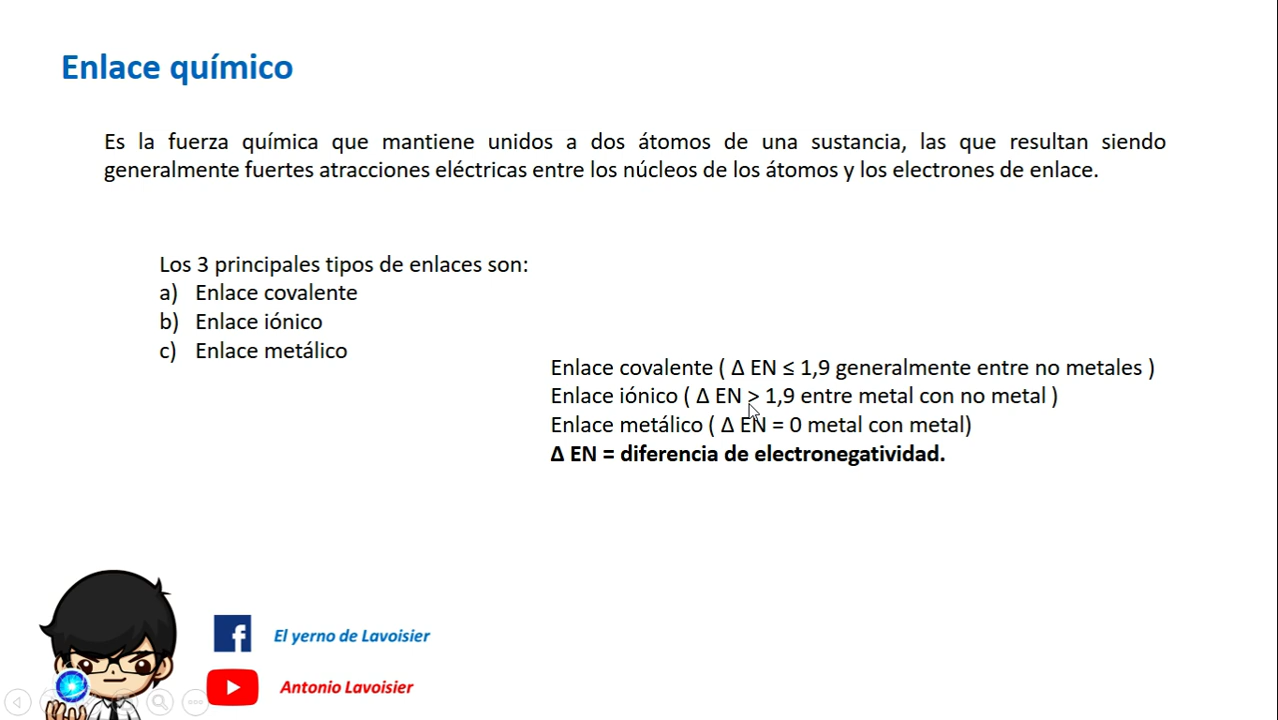 Enlace químico
Es la fuerza química que mantiene unidos a dos átomos de una sustancia, las que resultan siendo
generalmente fuertes atracciones eléctricas entre los núcleos de los átomos y los electrones de enlace.
Los 3 principales tipos de enlaces son:
a) Enlace covalente
b) Enlace iónico
c) Enlace metálico
Enlace covalente ( Δ EN ≤ 1,9 generalmente entre no metales )
Enlace iónico ( Δ EN > 1,9 entre metal con no metal )
Enlace metálico ( Δ EN = 0 metal con metal)
Δ EN = diferencia de electronegatividad.
f
El yerno de Lavoisier
Antonio Lavoisier